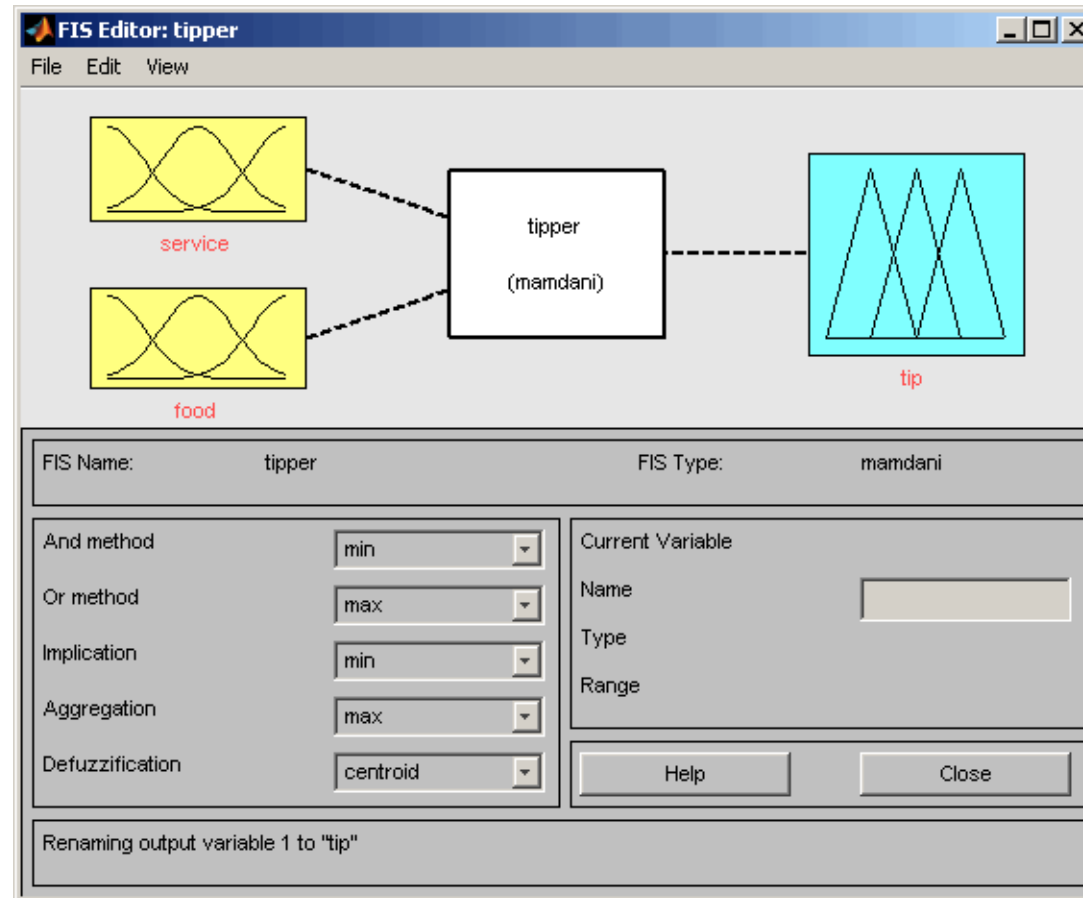 FIS Editor: tipper
File Edit View
service
food
tipper
(mamdani)
tip
FIS Name: tipper FIS Type: mamdani
And method min
Or method max
Implication min
Aggregation max
Defuzzification centroid
Current Variable
Name
Type
Range
Help Close
Renaming output variable 1 to "tip"